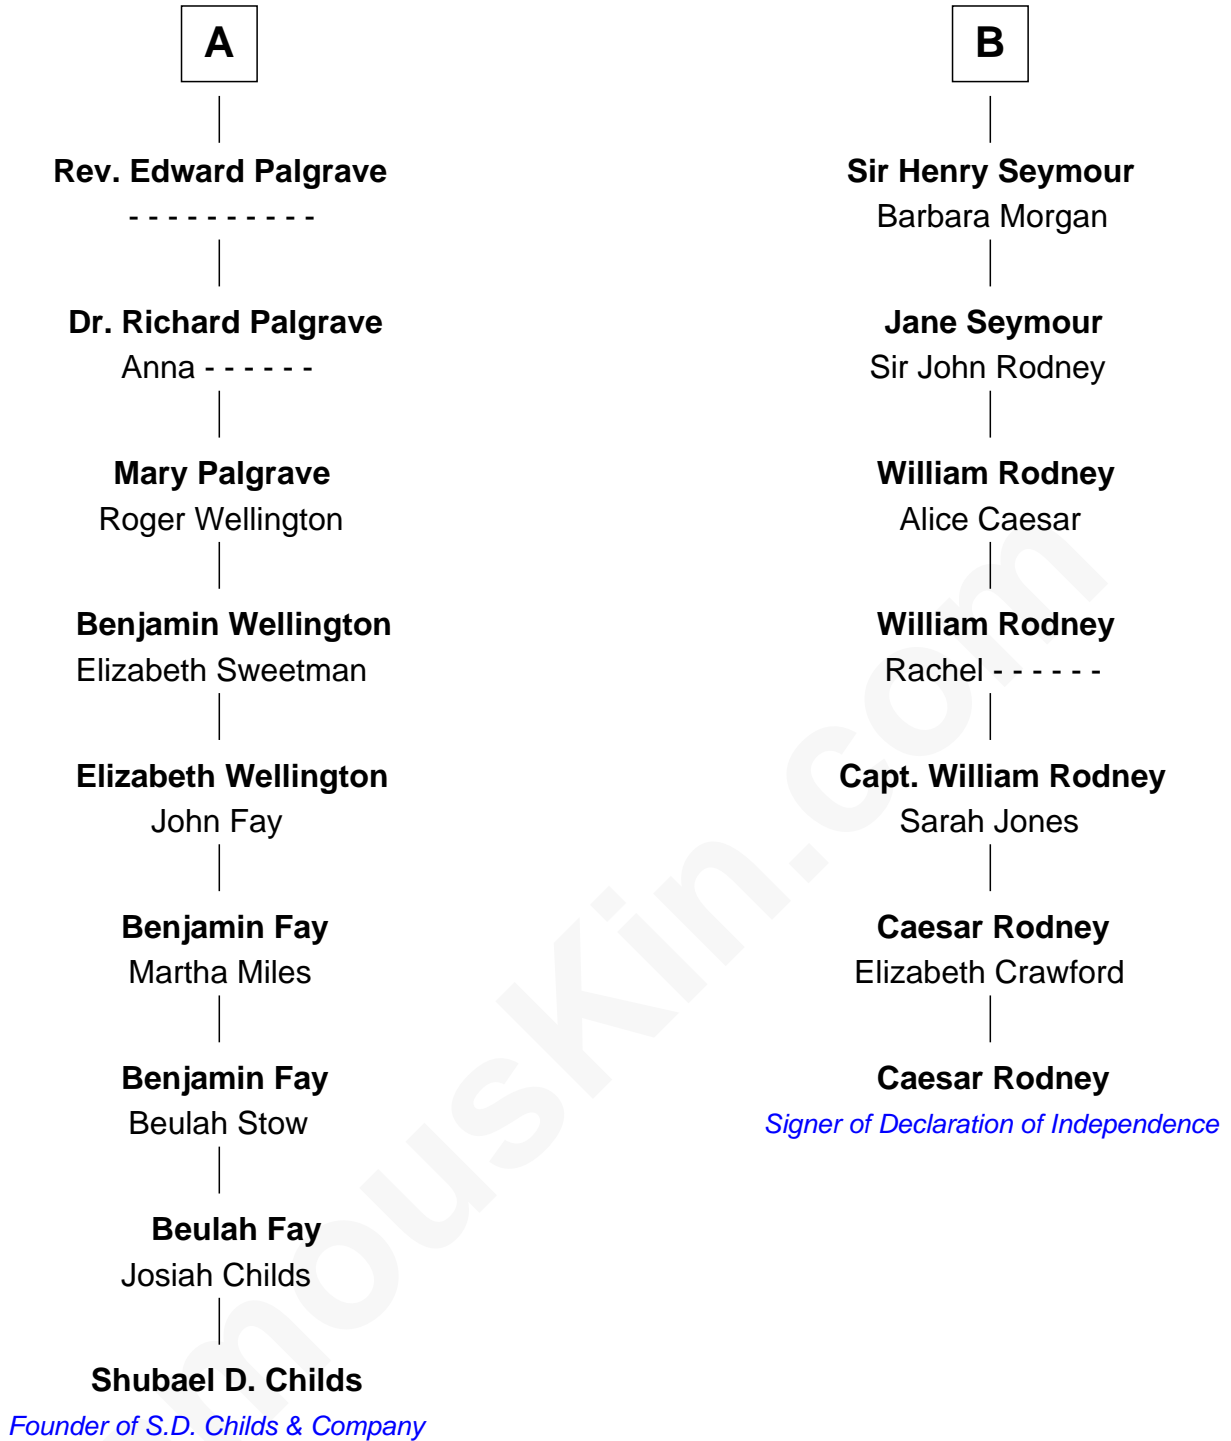 A
Rev. Edward Palgrave
- - - - - - - - - -
Dr. Richard Palgrave
Anna - - - - - -
Mary Palgrave
Roger Wellington
Benjamin Wellington
Elizabeth Sweetman
Elizabeth Wellington
John Fay
Benjamin Fay
Martha Miles
Benjamin Fay
Beulah Stow
Beulah Fay
Josiah Childs
Shubael D. Childs
Founder of S.D. Childs & Company
B
Sir Henry Seymour
Barbara Morgan
Jane Seymour
Sir John Rodney
William Rodney
Alice Caesar
William Rodney
Rachel - - - - - -
Capt. William Rodney
Sarah Jones
Caesar Rodney
Elizabeth Crawford
Caesar Rodney
Signer of Declaration of Independence
mousKin.com